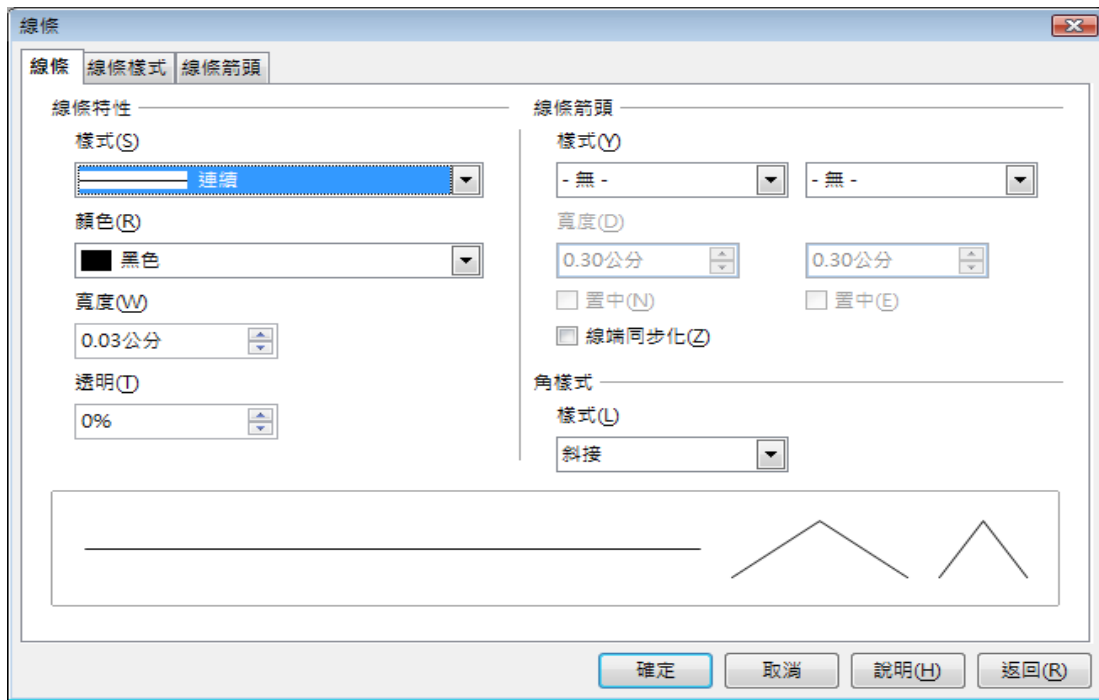 線條
線條 線條樣式 線條箭頭
線條特性
樣式(S)
連續
顏色(R)
黑色
寬度(W)
0.03公分
透明(T)
0%
線條箭頭
樣式(Y)
- 無 - - 無 -
寬度(D)
0.30公分 0.30公分
置中(N) 置中(E)
線端同步化(Z)
角樣式
樣式(L)
斜接
確定 取消 說明(H) 返回(R)